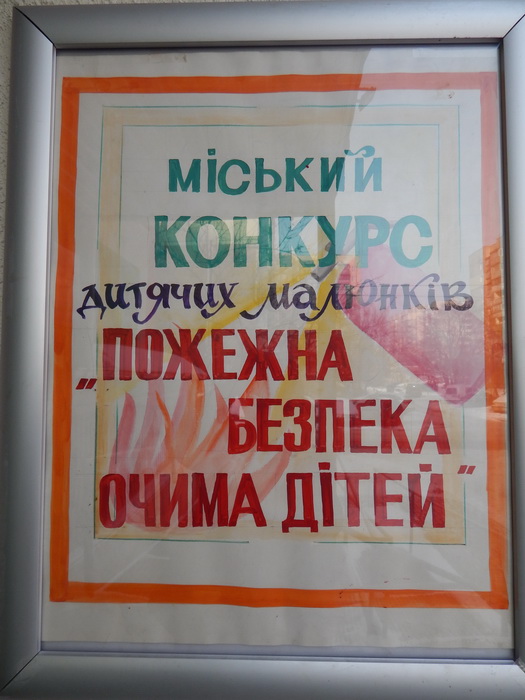 МІСЬКИЙ
КОНКУРС
дитячих малюнків
„ПОЖЕЖНА
БЕЗПЕКА
ОЧИМА ДІТЕЙ"